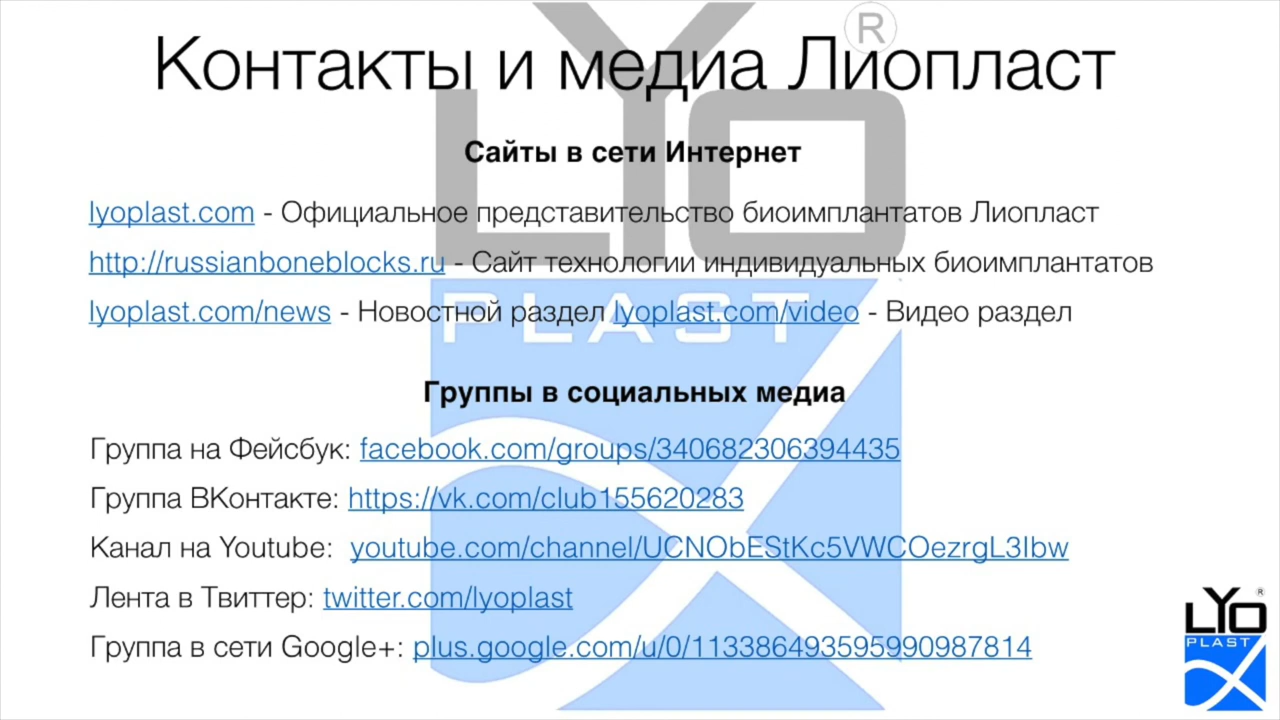 Контакты и медиа Лиопласт
Сайты в сети Интернет
lyoplast.com - Официальное представительство биоимплантатов Лиопласт
http://russianboneblocks.ru - Сайт технологии индивидуальных биоимплантатов
lyoplast.com/news - Новостной раздел lyoplast.com/video - Видео раздел
Группы в социальных медиа
Группа на Фейсбук: facebook.com/groups/340682306394435
Группа ВКонтакте: https://vk.com/club155620283
Канал на Youtube: youtube.com/channel/UCNObEStKc5VWCOezrgL3Ibw
Лента в Твиттер: twitter.com/lyoplast
Группа в сети Google+: plus.google.com/u/0/113386493595990987814
LYO®
PLAST
LYO®
PLAST